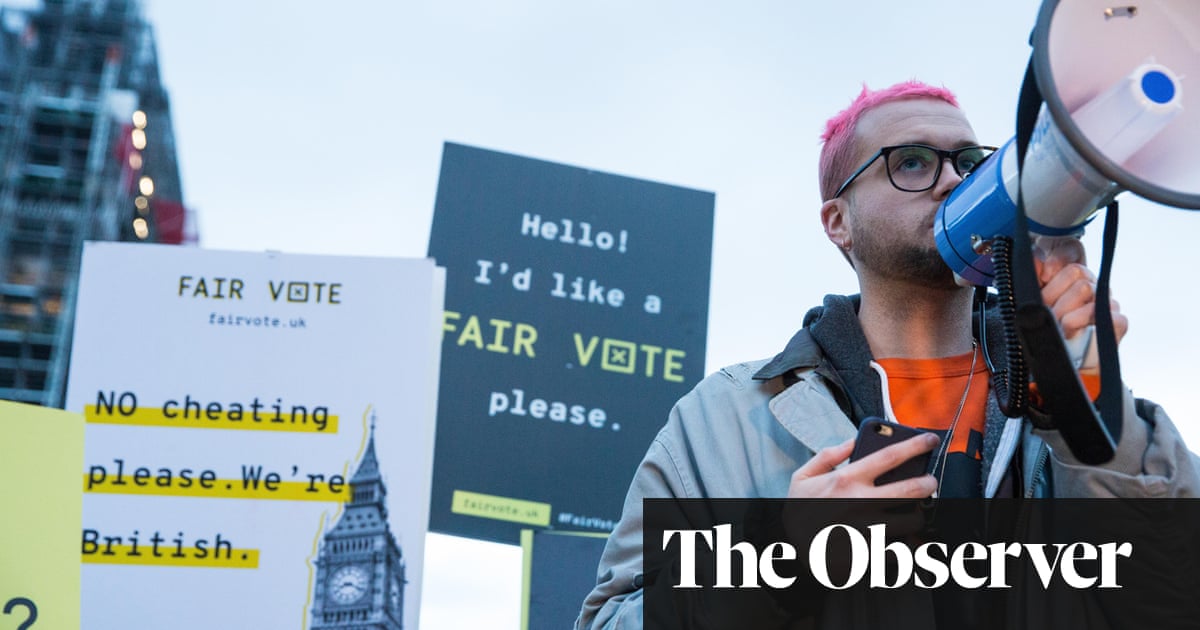 FAIR VOTE
fairvote.uk
NO cheating
please.We're
British.
Hello!
I'd like a
FAIR VOTE
please.
fairvote.uk
#FairVote
?
The Observer